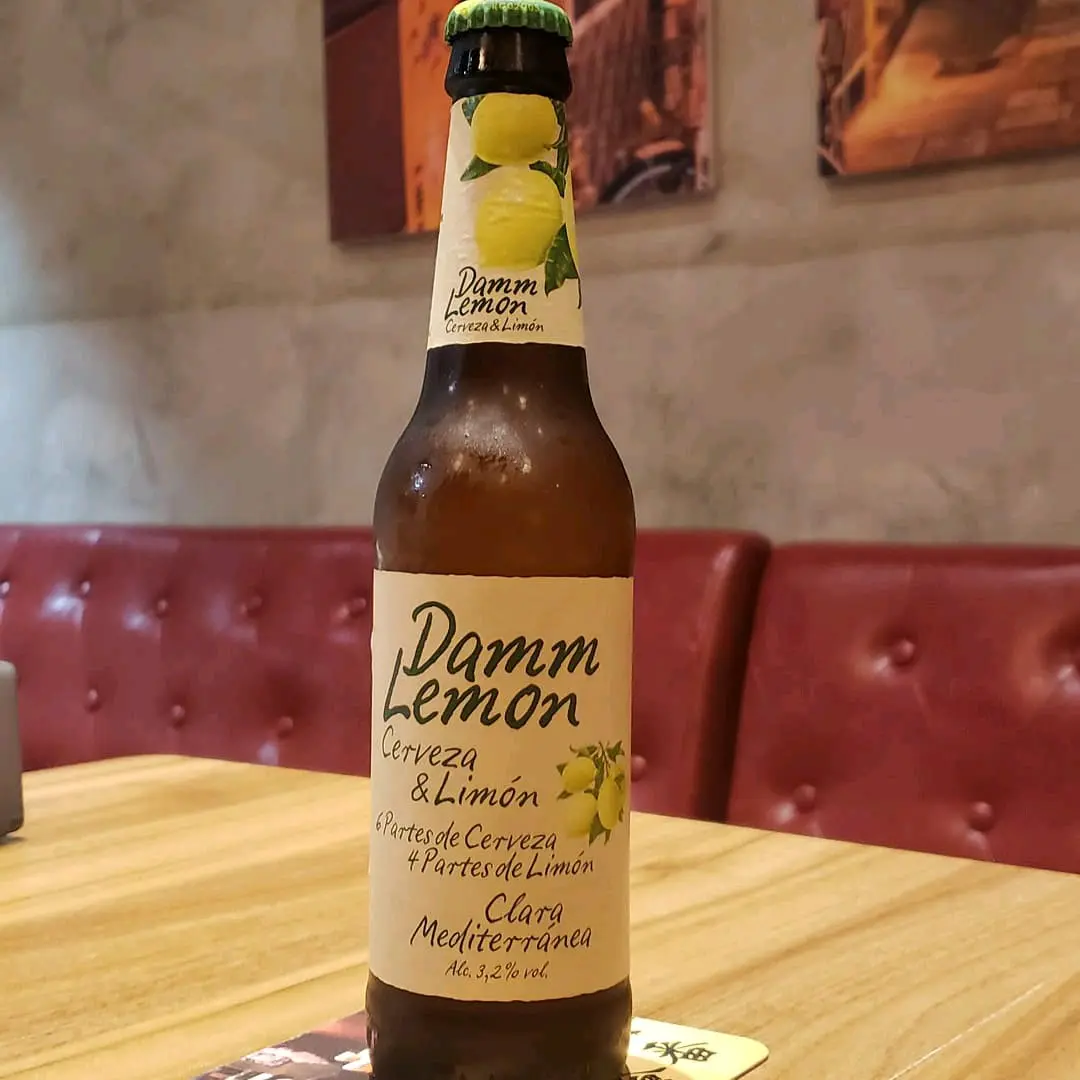 Damm
Lemon
Cerveza & Limón
Damm
Lemon
Cerveza
& Limón
6 Partes de Cerveza
4 Partes de Limón
Clara
Mediterránea
Alc. 3,2% vol.